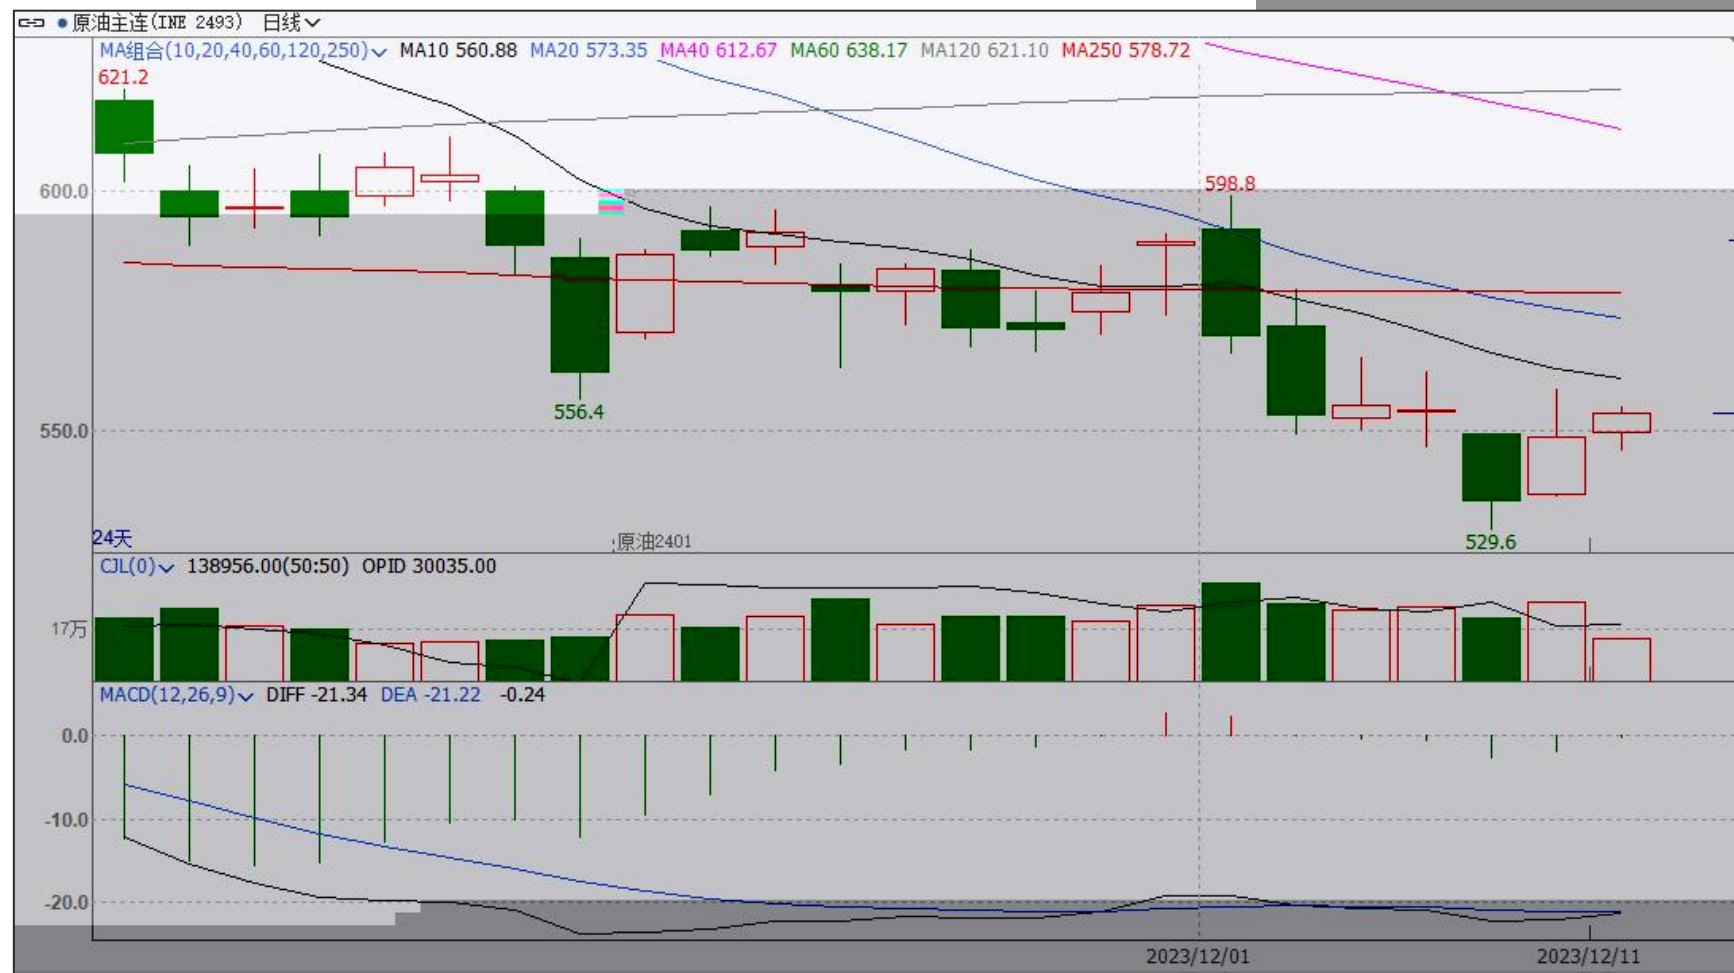 原油主连(INE 2493) 日线
MA组合(10,20,40,60,120,250) MA10 560.88 MA20 573.35 MA40 612.67 MA60 638.17 MA120 621.10 MA250 578.72
621.2
600.0
598.8
556.4
550.0
529.6
24天
原油2401
CJL(0) 138956.00(50:50) OPID 30035.00
17万
MACD(12,26,9) DIFF -21.34 DEA -21.22 -0.24
0.0
-10.0
-20.0
2023/12/01 2023/12/11